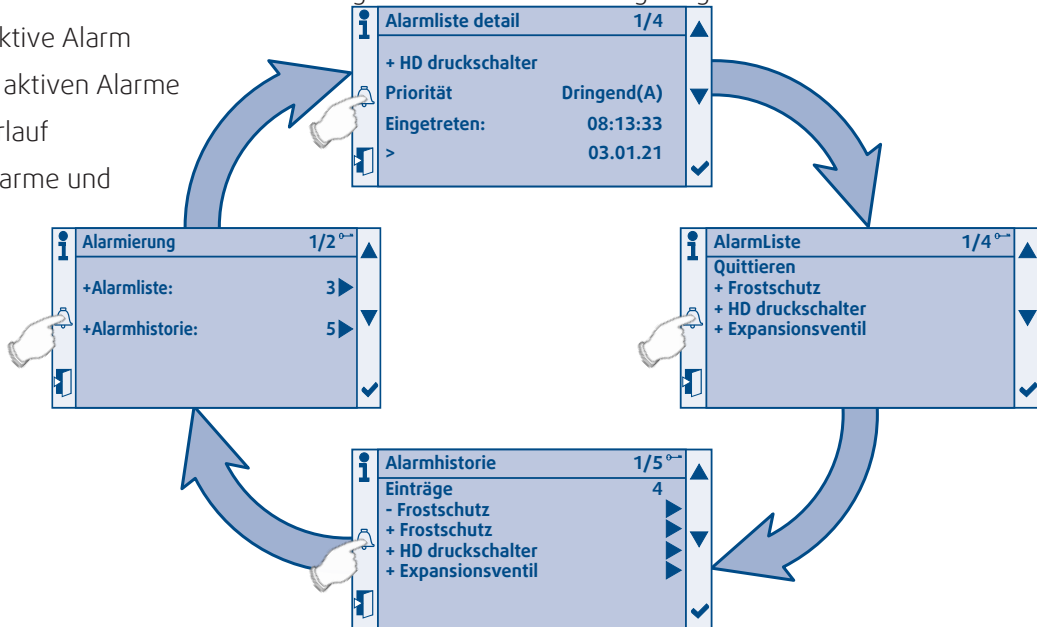 ktive Alarm
aktiven Alarme
rlauf
arme und
Alarmliste detail 1/4
+ HD druckschalter
Priorität Dringend(A)
Eingetreten: 08:13:33
> 03.01.21
Alarmierung 1/2
+Alarmliste: 3
+Alarmhistorie: 5
AlarmListe 1/4
Quittieren
+ Frostschutz
+ HD druckschalter
+ Expansionsventil
Alarmhistorie 1/5
Einträge 4
- Frostschutz
+ Frostschutz
+ HD druckschalter
+ Expansionsventil